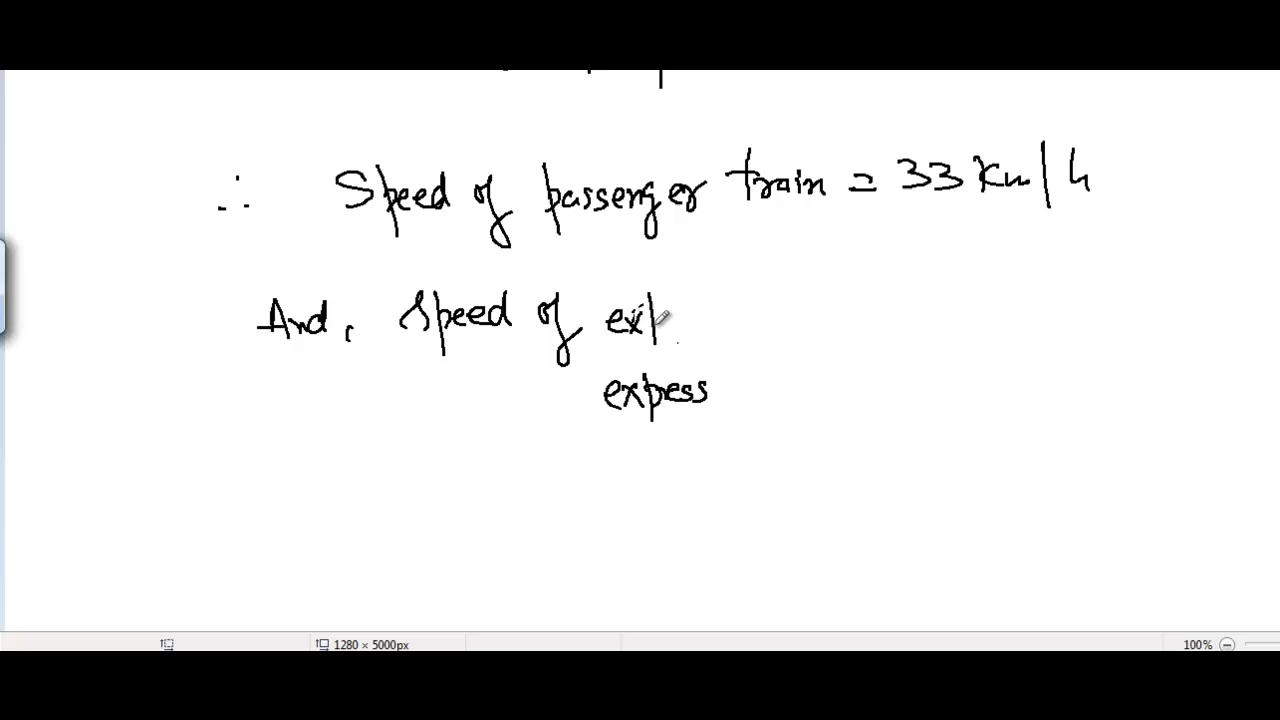 ∴ Speed of passenger train = 33 Km/h
And, Speed of exp
express
1280 × 5000px 100%